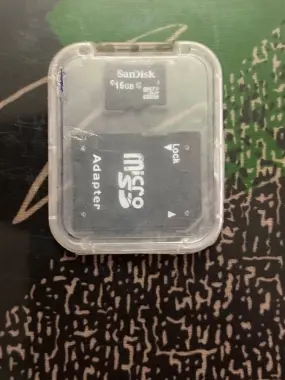 SanDisk
16GB
Micro
SD
Adapter
Lock